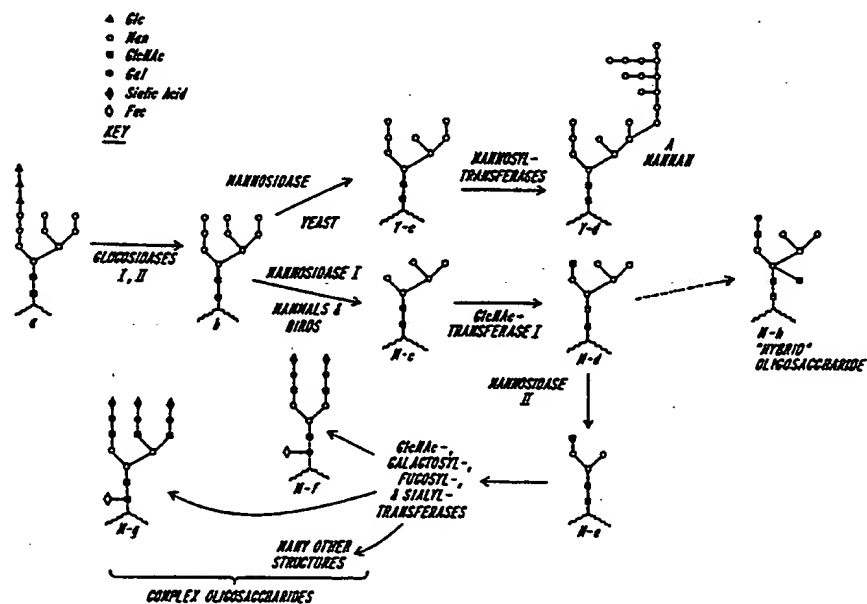 Glc
Man
GlcNAc
Gal
Sialic Acid
Fuc
KEY
MANNOSIDASE
YEAST
Y-c
MANNOSYL-
TRANSFERASES
Y-d
A
MANNAN
a
GLUCOSIDASES
I, II
b
MANNOSIDASE I
MAMMALS &
BIRDS
M-c
GlcNAc-
TRANSFERASE I
M-d
M-h
"HYBRID"
OLIGOSACCHARIDE
MANNOSIDASE
II
M-e
GlcNAc-,
GALACTOSYL-,
FUCOSYL-,
& SIALYL-
TRANSFERASES
M-f
M-g
MANY OTHER
STRUCTURES
COMPLEX OLIGOSACCHARIDES